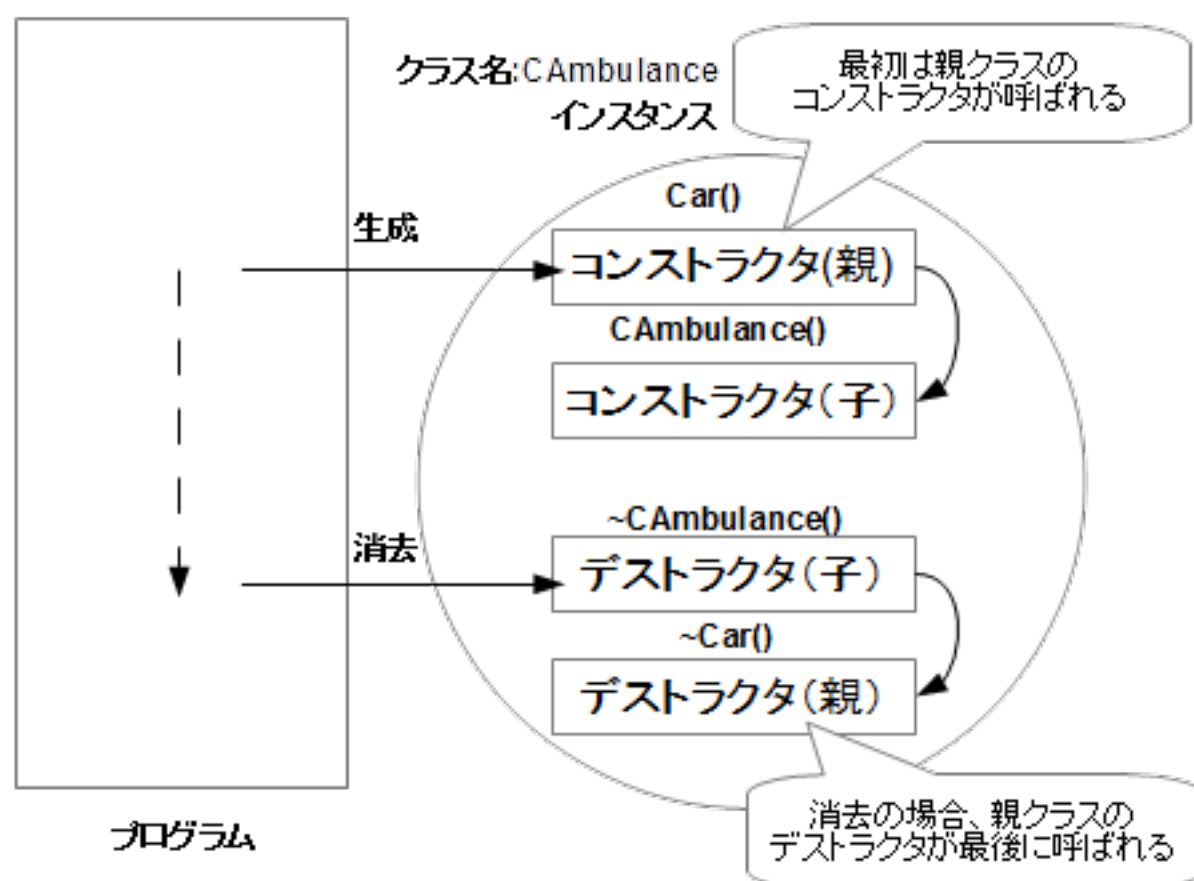 クラス名:CAmbulance
インスタンス
最初は親クラスの
コンストラクタが呼ばれる
Car()
生成
コンストラクタ(親)
CAmbulance()
コンストラクタ(子)
~CAmbulance()
消去
デストラクタ(子)
~Car()
デストラクタ(親)
消去の場合、親クラスの
デストラクタが最後に呼ばれる
プログラム